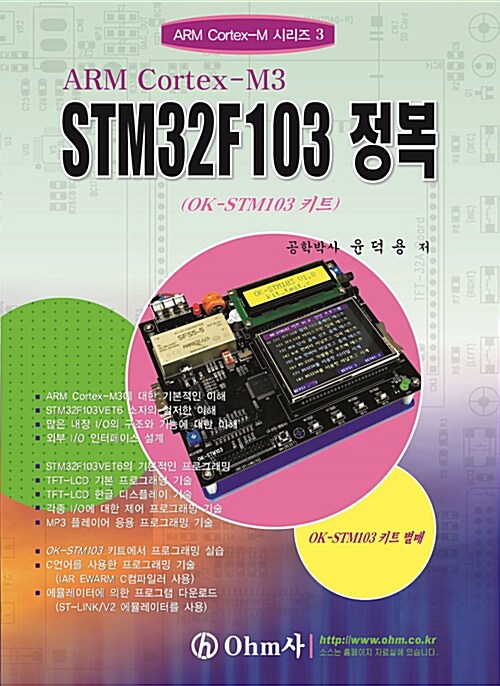 ARM Cortex-M 시리즈 3
ARM Cortex-M3
STM32F103 정복
(OK-STM103 키트)
공학박사 윤덕용 저
OK-STM103 V1.0
kit_test.c
SFS5-S
■ ARM Cortex-M3에 대한 기본적인 이해
■ STM32F103VET6 소자의 철저한 이해
■ 많은 내장 I/O의 구조와 기능에 대한 이해
■ 외부 I/O 인터페이스 설계
■ STM32F103VET6의 기본적인 프로그래밍
■ TFT-LCD 기본 프로그래밍 기술
■ TFT-LCD 한글 디스플레이 기술
■ 각종 I/O에 대한 제어 프로그래밍 기술
■ MP3 플레이어 응용 프로그래밍 기술
■ OK-STM103 키트에서 프로그래밍 실습
■ C언어를 사용한 프로그래밍 기술
(IAR EWARM C컴파일러 사용)
■ 에뮬레이터에 의한 프로그램 다운로드
(ST-LINK/V2 에뮬레이터를 사용)
OK-STM103 키트 별매
Ohm사
http://www.ohm.co.kr
소스는 홈페이지 자료실에 있습니다.